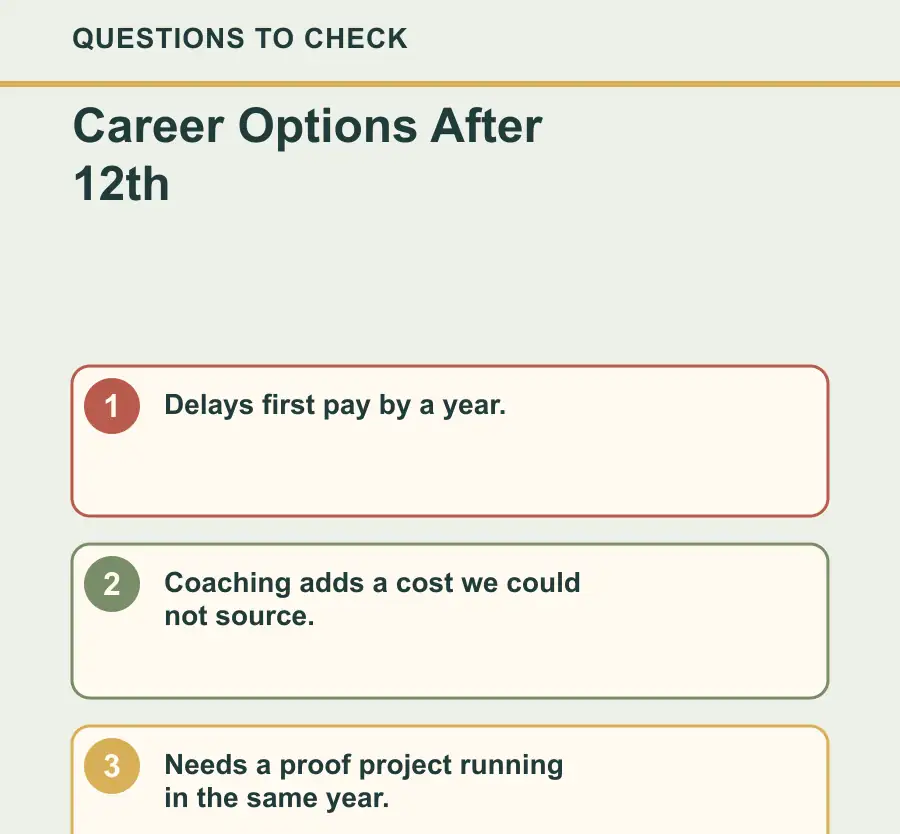 QUESTIONS TO CHECK
Career Options After
12th
1
Delays first pay by a year.
2
Coaching adds a cost we could
not source.
3
Needs a proof project running
in the same year.